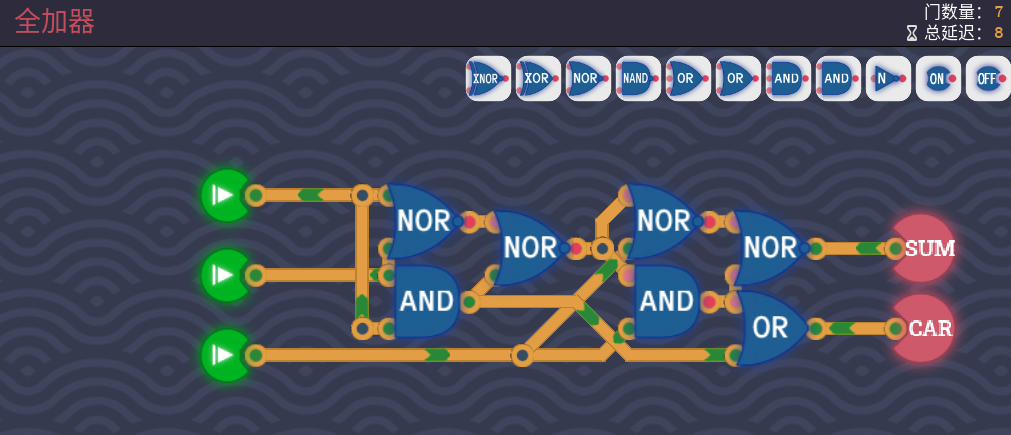 全加器
门数量: 7
总延迟: 8
XNOR XOR NOR NAND OR OR AND AND N ON OFF
NOR NOR
NOR NOR SUM
AND AND
OR CAR